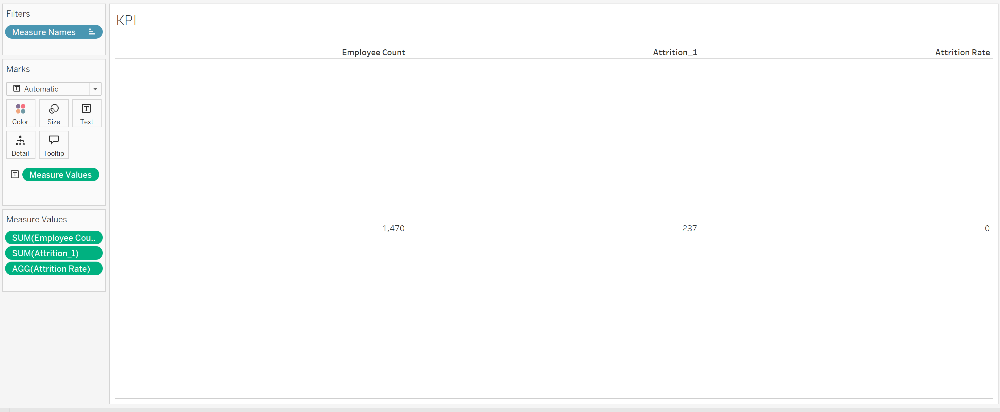 Filters
Measure Names
Marks
Automatic
Color Size Text
Detail Tooltip
Measure Values
Measure Values
SUM(Employee Cou..
SUM(Attrition_1)
AGG(Attrition Rate)
KPI
Employee Count Attrition_1 Attrition Rate
1,470 237 0